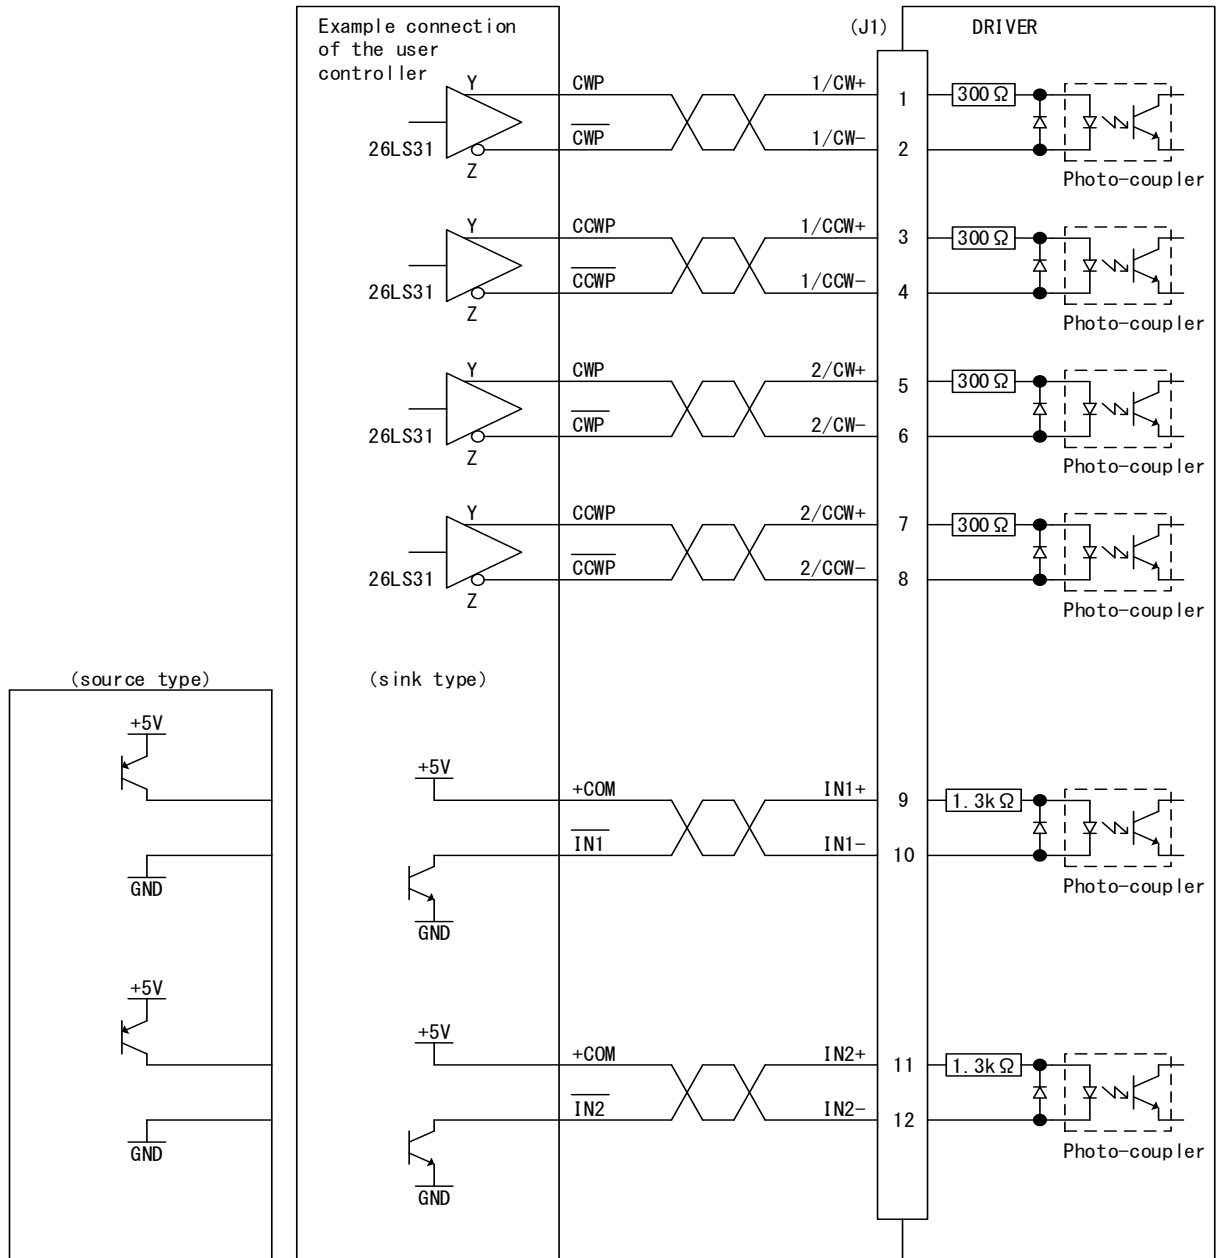 Example connection
of the user
controller
(J1)
DRIVER
Y
CWP
1/CW+
1
300Ω
26LS31
CWP
1/CW-
2
Z
Photo-coupler
Y
CCWP
1/CCW+
3
300Ω
26LS31
CCWP
1/CCW-
4
Z
Photo-coupler
Y
CWP
2/CW+
5
300Ω
26LS31
CWP
2/CW-
6
Z
Photo-coupler
Y
CCWP
2/CCW+
7
300Ω
26LS31
CCWP
2/CCW-
8
Z
Photo-coupler
(source type)
(sink type)
+5V
+5V
+COM
IN1+
9
1.3kΩ
IN1
IN1-
10
GND
Photo-coupler
GND
+5V
+5V
+COM
IN2+
11
1.3kΩ
IN2
IN2-
12
GND
Photo-coupler
GND